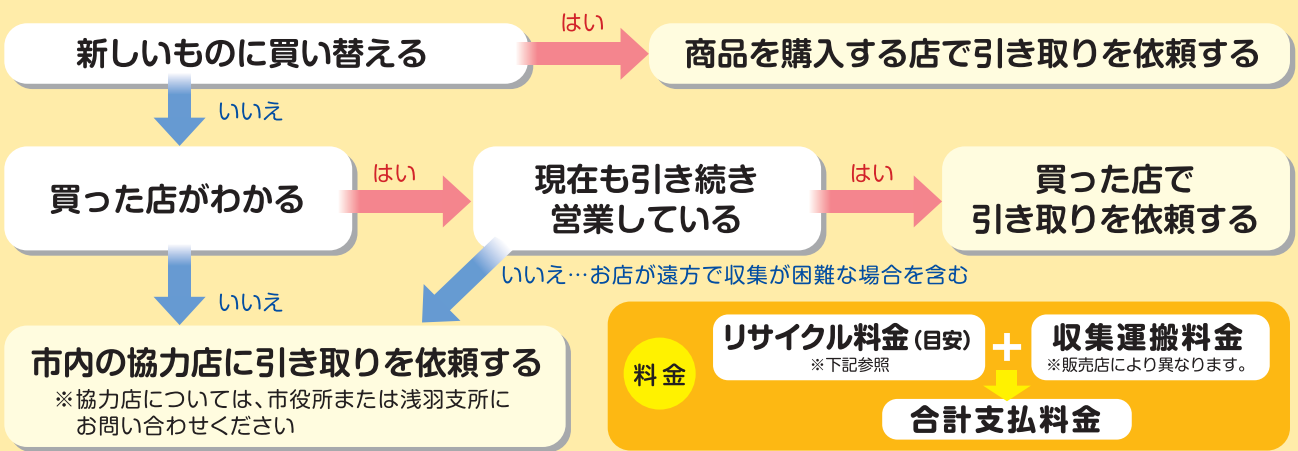 新しいものに買い替える
はい
商品を購入する店で引き取りを依頼する
いいえ
買った店がわかる
はい
現在も引き続き
営業している
はい
買った店で
引き取りを依頼する
いいえ…お店が遠方で収集が困難な場合を含む
いいえ
市内の協力店に引き取りを依頼する
※協力店については、市役所または浅羽支所に
お問い合わせください
料金
リサイクル料金(目安)
※下記参照
+
収集運搬料金
※販売店により異なります。
合計支払料金